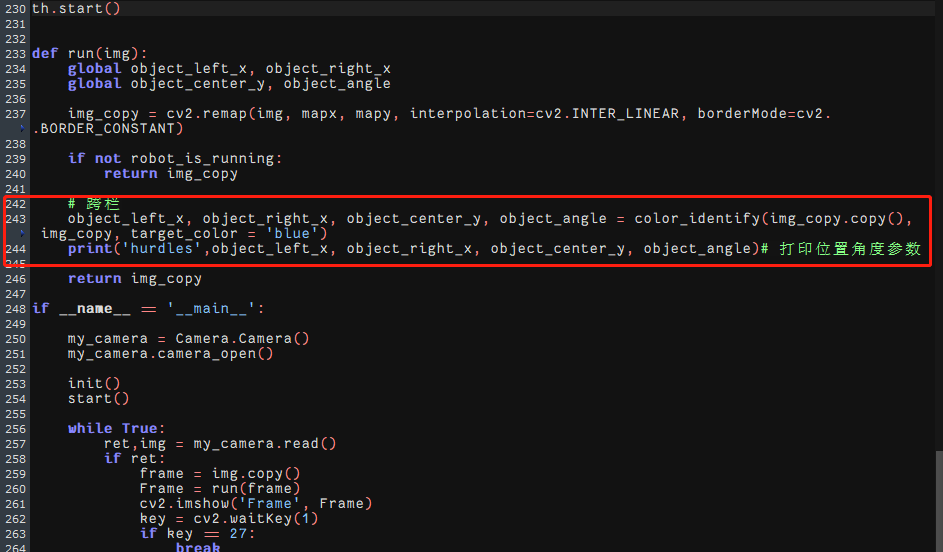 230 th.start()
231
232
233 def run(img):
234     global object_left_x, object_right_x
235     global object_center_y, object_angle
236
237     img_copy = cv2.remap(img, mapx, mapy, interpolation=cv2.INTER_LINEAR, borderMode=cv2.
.BORDER_CONSTANT)
238
239     if not robot_is_running:
240         return img_copy
241
242     # 跨栏
243     object_left_x, object_right_x, object_center_y, object_angle = color_identify(img_copy.copy(),
img_copy, target_color = 'blue')
244     print('hurdles',object_left_x, object_right_x, object_center_y, object_angle)# 打印位置角度参数
245
246     return img_copy
247
248 if __name__ == '__main__':
249
250     my_camera = Camera.Camera()
251     my_camera.camera_open()
252
253     init()
254     start()
255
256     while True:
257         ret,img = my_camera.read()
258         if ret:
259             frame = img.copy()
260             Frame = run(frame)
261             cv2.imshow('Frame', Frame)
262             key = cv2.waitKey(1)
263             if key == 27:
264                 break